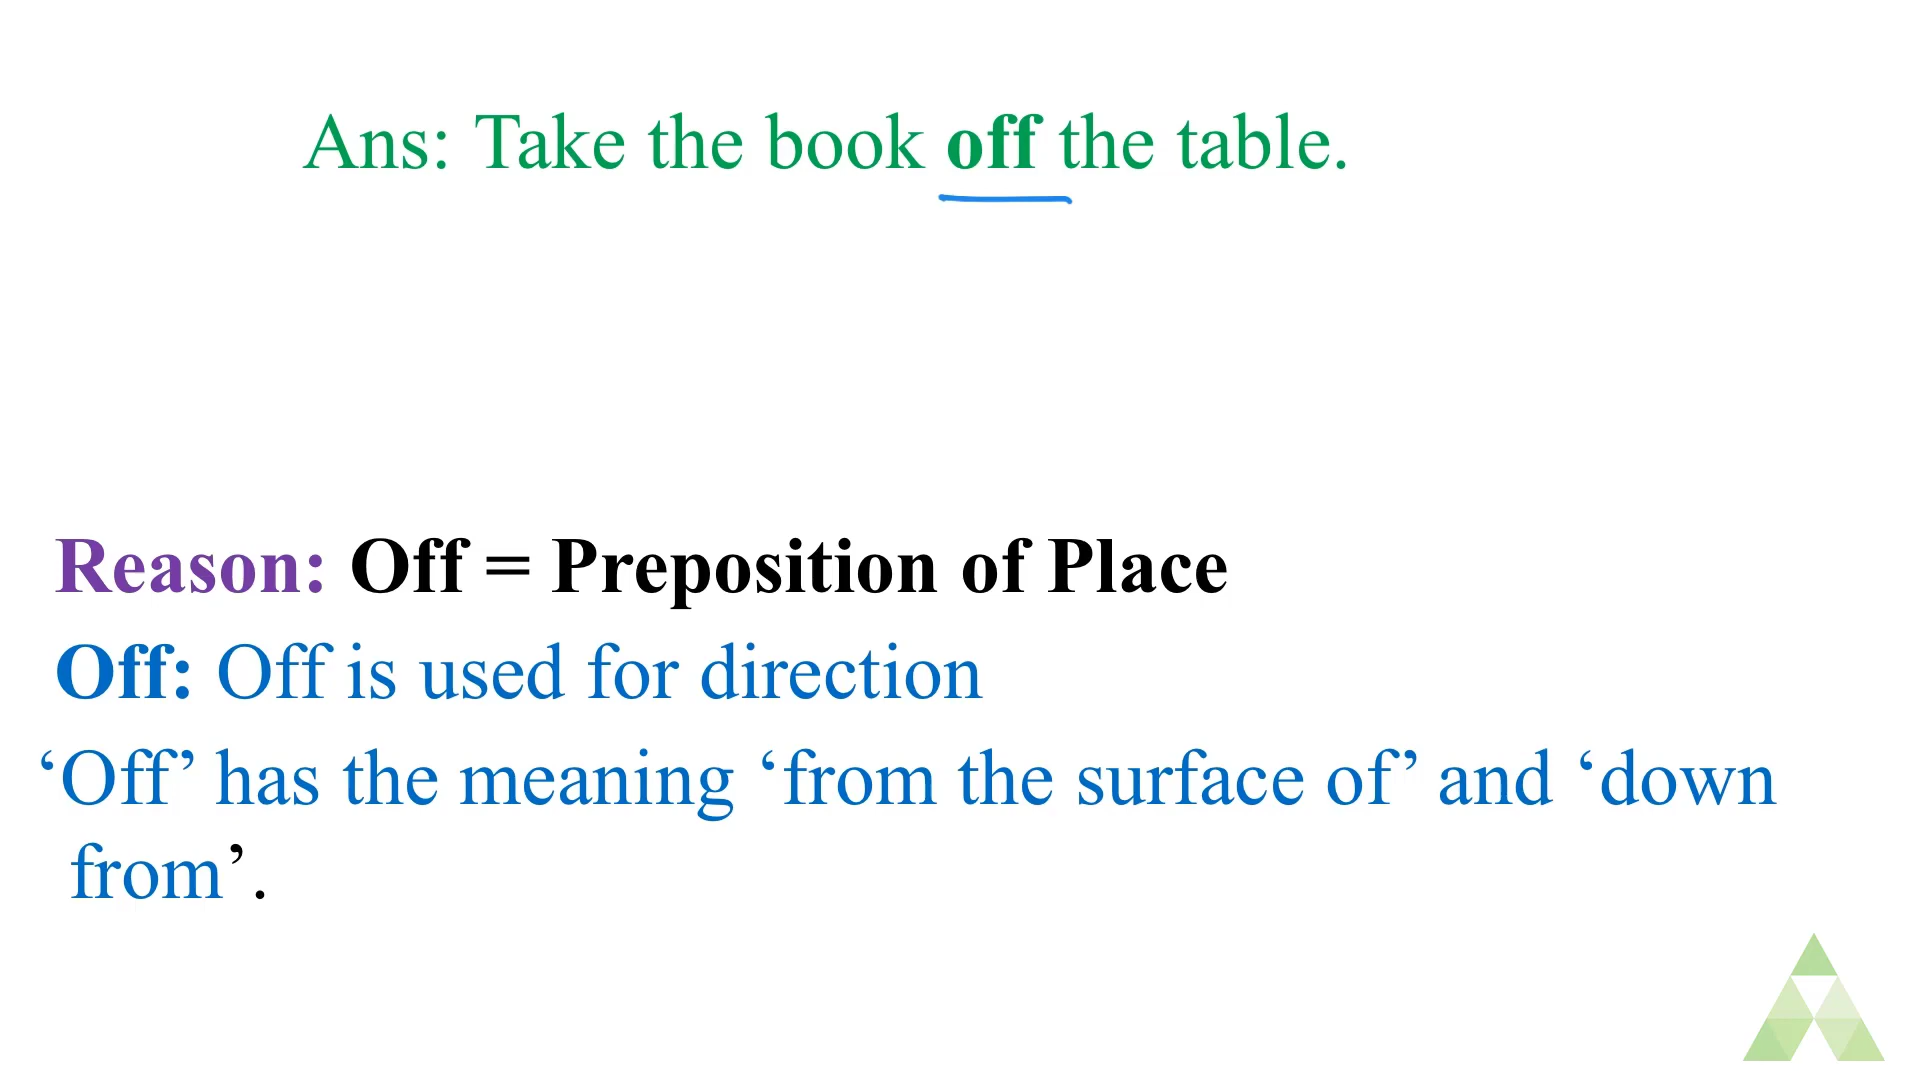 Ans: Take the book off the table.
Reason: Off = Preposition of Place
Off: Off is used for direction
‘Off’ has the meaning ‘from the surface of’ and ‘down
from’.